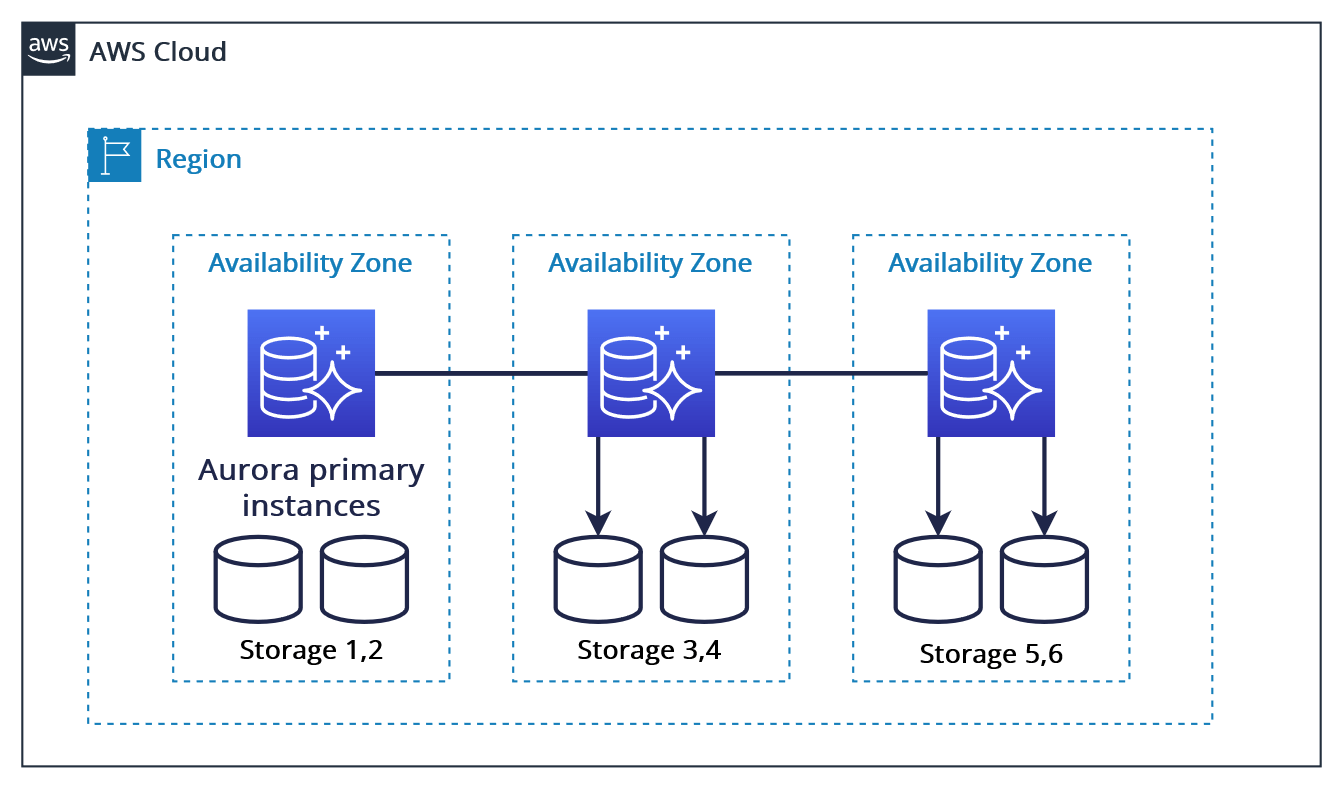 aws
AWS Cloud
Region
Availability Zone
Availability Zone
Availability Zone
Aurora primary
instances
Storage 1,2
Storage 3,4
Storage 5,6